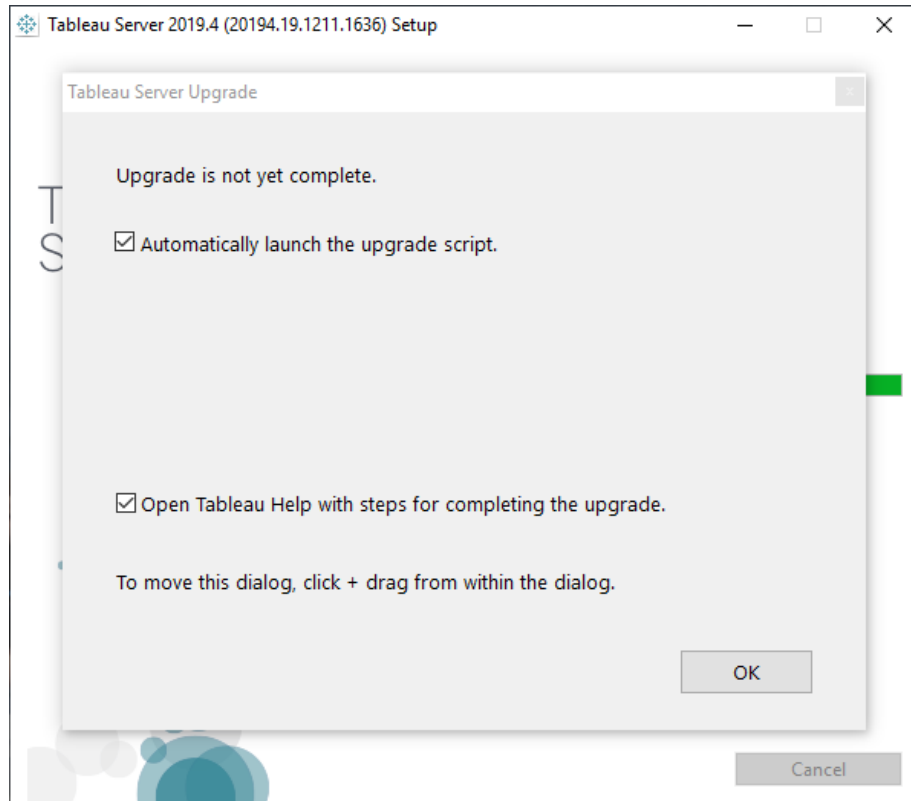 Tableau Server 2019.4 (20194.19.1211.1636) Setup
Tableau Server Upgrade
x
Upgrade is not yet complete.
T
Automatically launch the upgrade script.
S
Open Tableau Help with steps for completing the upgrade.
To move this dialog, click + drag from within the dialog.
OK
Cancel